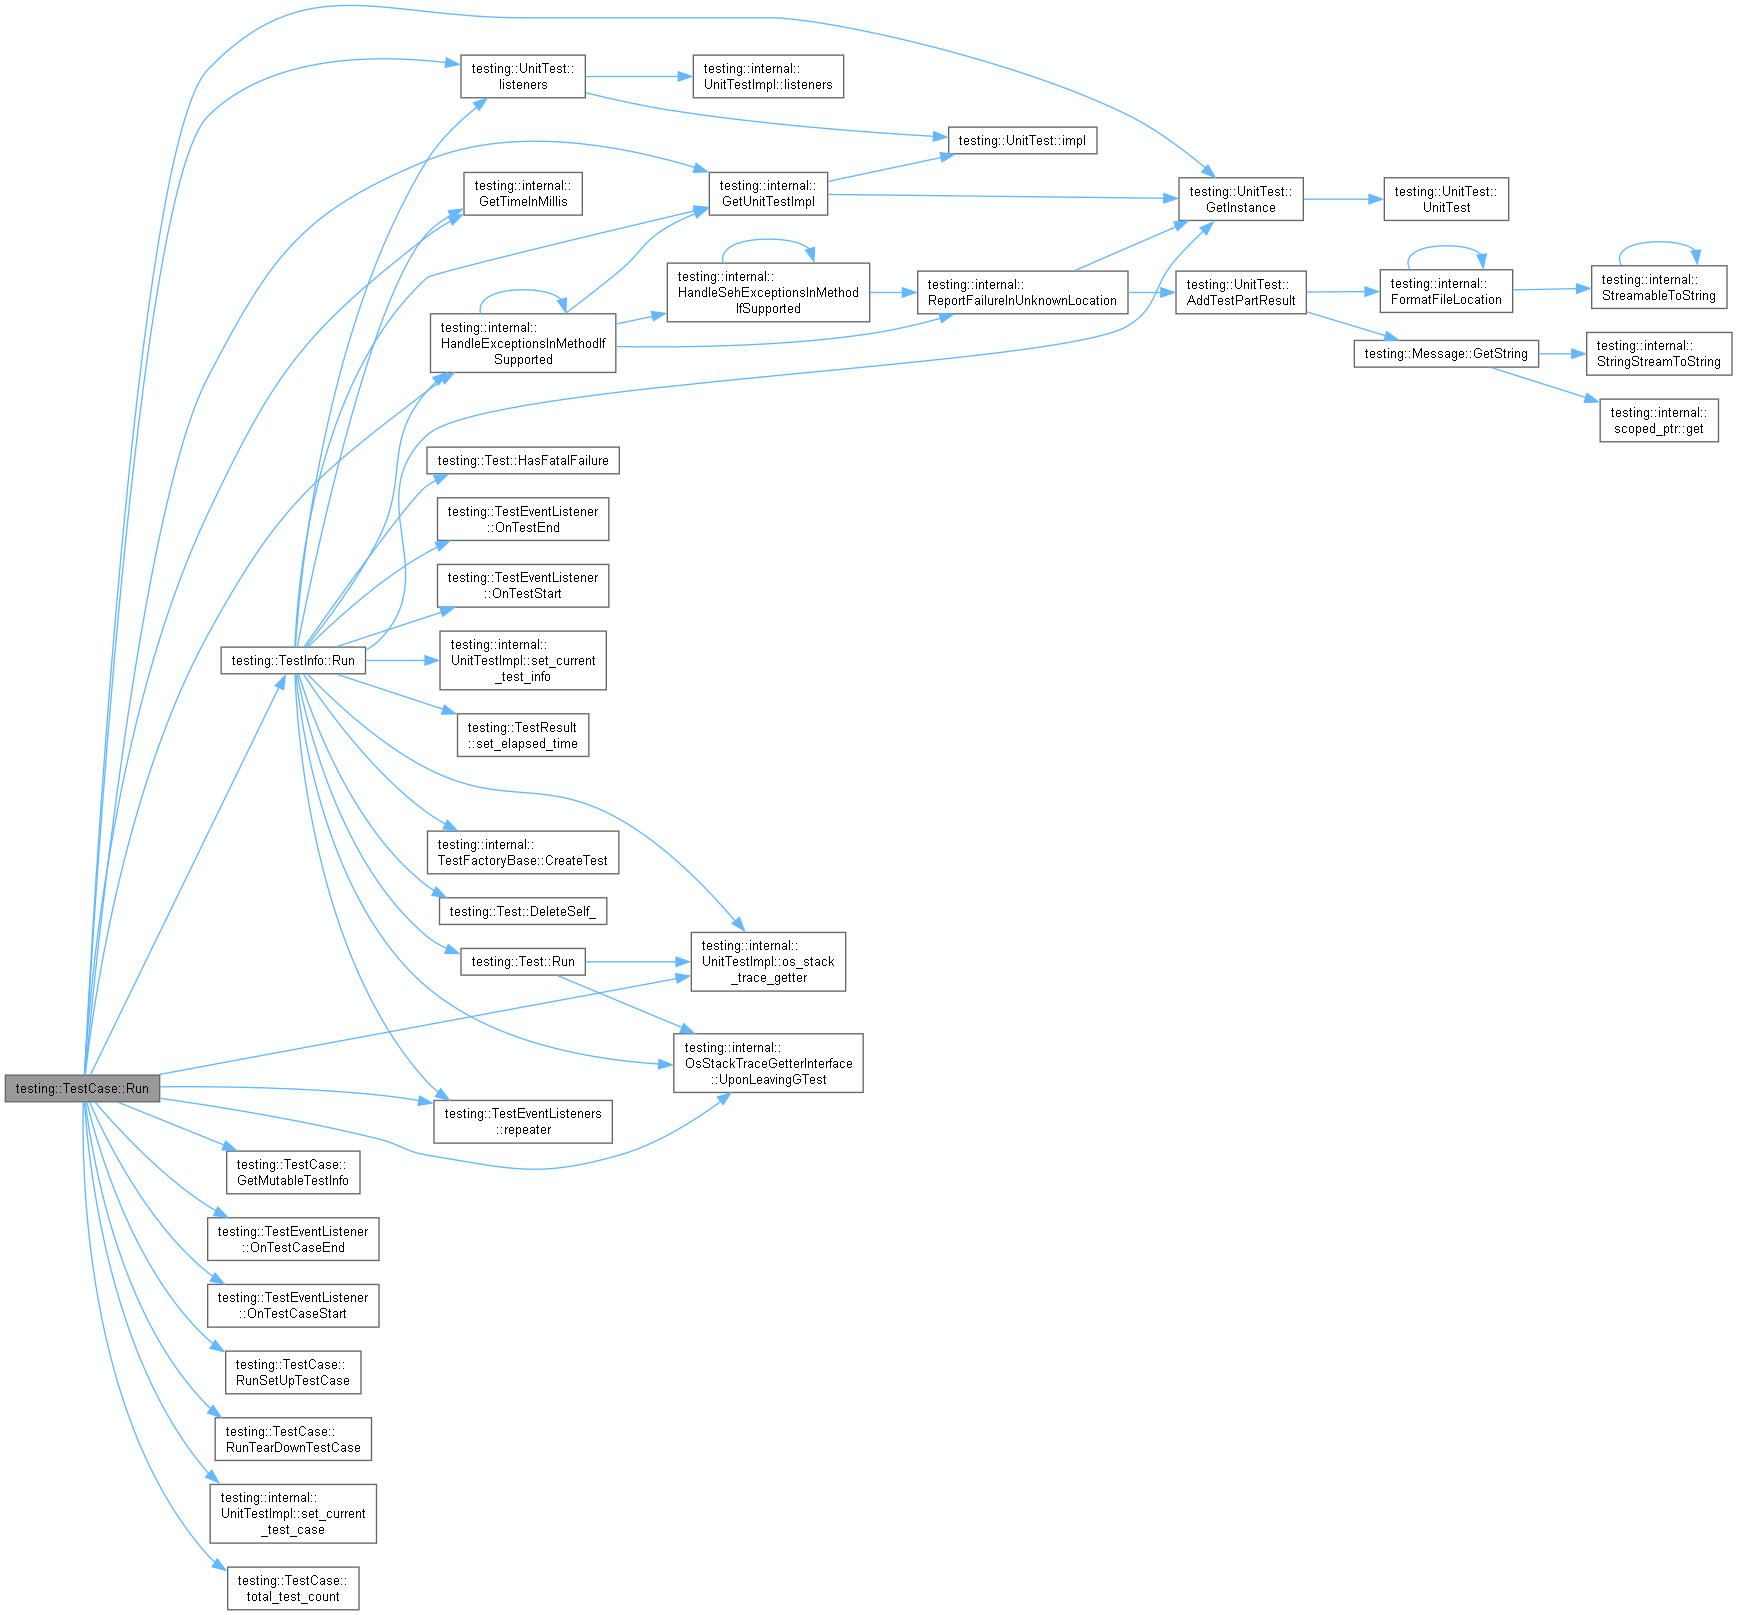 testing::UnitTest::
listeners
testing::internal::
UnitTestImpl::listeners
testing::UnitTest::impl
testing::internal::
GetTimeInMillis
testing::internal::
GetUnitTestImpl
testing::UnitTest::
GetInstance
testing::UnitTest::
UnitTest
testing::internal::
HandleSehExceptionsInMethod
IfSupported
testing::internal::
ReportFailureInUnknownLocation
testing::UnitTest::
AddTestPartResult
testing::internal::
FormatFileLocation
testing::internal::
StreamableToString
testing::internal::
HandleExceptionsInMethodIf
Supported
testing::Message::GetString
testing::internal::
StringStreamToString
testing::internal::
scoped_ptr::get
testing::Test::HasFatalFailure
testing::TestEventListener
::OnTestEnd
testing::TestEventListener
::OnTestStart
testing::TestInfo::Run
testing::internal::
UnitTestImpl::set_current
_test_info
testing::TestResult
::set_elapsed_time
testing::internal::
TestFactoryBase::CreateTest
testing::Test::DeleteSelf_
testing::Test::Run
testing::internal::
UnitTestImpl::os_stack
_trace_getter
testing::internal::
OsStackTraceGetterInterface
::UponLeavingGTest
testing::TestCase::Run
testing::TestEventListeners
::repeater
testing::TestCase::
GetMutableTestInfo
testing::TestEventListener
::OnTestCaseEnd
testing::TestEventListener
::OnTestCaseStart
testing::TestCase::
RunSetUpTestCase
testing::TestCase::
RunTearDownTestCase
testing::internal::
UnitTestImpl::set_current
_test_case
testing::TestCase::
total_test_count